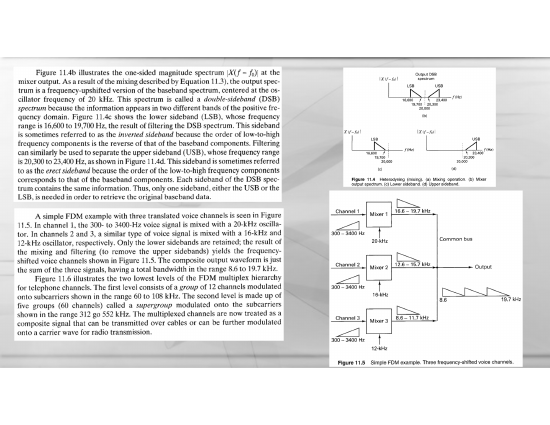 Figure 11.4b illustrates the one-sided magnitude spectrum |X(f − f₀)| at the
mixer output. As a result of the mixing described by Equation 11.3), the output spec-
trum is a frequency-upshifted version of the baseband spectrum, centered at the os-
cillator frequency of 20 kHz. This spectrum is called a double-sideband (DSB)
spectrum because the information appears in two different bands of the positive fre-
quency domain. Figure 11.4c shows the lower sideband (LSB), whose frequency
range is 16,600 to 19,700 Hz, the result of filtering the DSB spectrum. This sideband
is sometimes referred to as the inverted sideband because the order of low-to-high
frequency components is the reverse of that of the baseband components. Filtering
can similarly be used to separate the upper sideband (USB), whose frequency range
is 20,300 to 23,400 Hz, as shown in Figure 11.4d. This sideband is sometimes referred
to as the erect sideband because the order of the low-to-high frequency components
corresponds to that of the baseband components. Each sideband of the DSB spec-
trum contains the same information. Thus, only one sideband, either the USB or the
LSB, is needed in order to retrieve the original baseband data.
A simple FDM example with three translated voice channels is seen in Figure
11.5. In channel 1, the 300- to 3400-Hz voice signal is mixed with a 20-kHz oscilla-
tor. In channels 2 and 3, a similar type of voice signal is mixed with a 16-kHz and
12-kHz oscillator, respectively. Only the lower sidebands are retained; the result of
the mixing and filtering (to remove the upper sidebands) yields the frequency-
shifted voice channels shown in Figure 11.5. The composite output waveform is just
the sum of the three signals, having a total bandwidth in the range 8.6 to 19.7 kHz.
Figure 11.6 illustrates the two lowest levels of the FDM multiplex hierarchy
for telephone channels. The first level consists of a group of 12 channels modulated
onto subcarriers shown in the range 60 to 108 kHz. The second level is made up of
five groups (60 channels) called a supergroup modulated onto the subcarriers
shown in the range 312 go 552 kHz. The multiplexed channels are now treated as a
composite signal that can be transmitted over cables or can be further modulated
onto a carrier wave for radio transmission.
Output DSB
spectrum
|X (f − f₀)|
LSB USB
f (Hz)
16,600 20,300
19,700 23,400
20,000
(b)
X (f − f₀)| |X (f − f₀)|
LSB USB
f (Hz) f (Hz)
16,600 20,300
19,700 23,400
20,000 20,000
(c) (d)
Figure 11.4 Heterodyning (mixing). (a) Mixing operation. (b) Mixer
output spectrum. (c) Lower sideband. (d) Upper sideband.
Channel 1 Mixer 1 16.6 – 19.7 kHz
300 – 3400 Hz
20-kHz
Common bus
Channel 2 Mixer 2 12.6 – 15.7 kHz Output
300 – 3400 Hz
16-kHz
8.6 19.7 kHz
Channel 3 Mixer 3 8.6 – 11.7 kHz
300 – 3400 Hz
12-kHz
Figure 11.5 Simple FDM example. Three frequency-shifted voice channels.